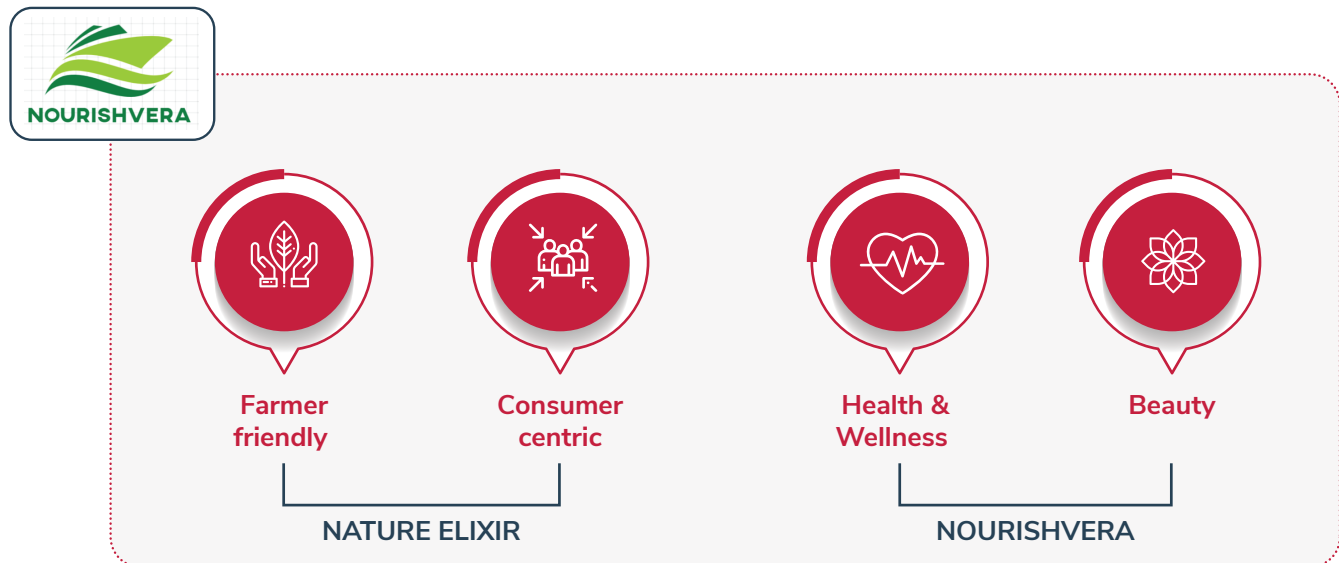 NOURISHVERA
Farmer
friendly
Consumer
centric
Health &
Wellness
Beauty
NATURE ELIXIR
NOURISHVERA